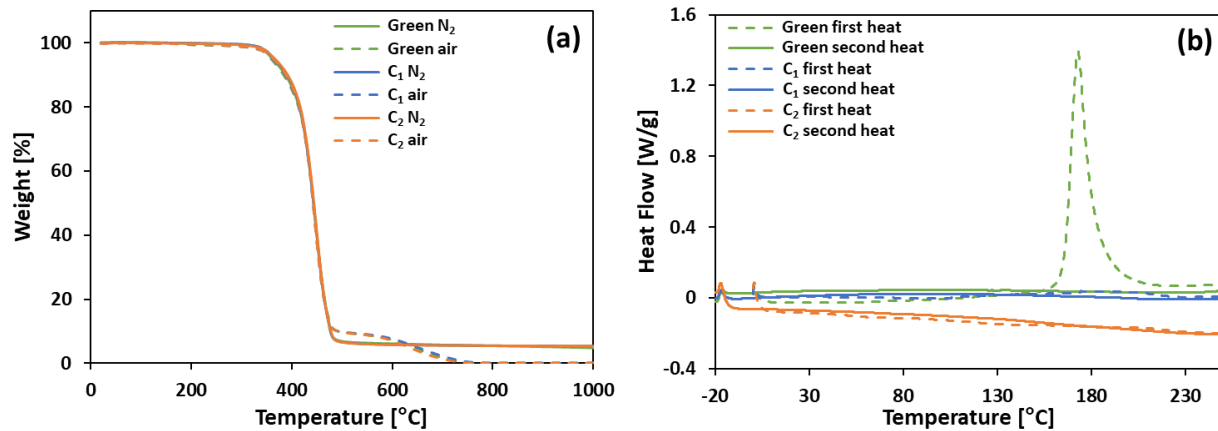 (a)
Green N₂
Green air
C₁ N₂
C₁ air
C₂ N₂
C₂ air
Weight [%]
100
80
60
40
20
0
0 200 400 600 800 1000
Temperature [°C]
(b)
Green first heat
Green second heat
C₁ first heat
C₁ second heat
C₂ first heat
C₂ second heat
Heat Flow [W/g]
1.6
1.2
0.8
0.4
0
-0.4
-20 30 80 130 180 230
Temperature [°C]